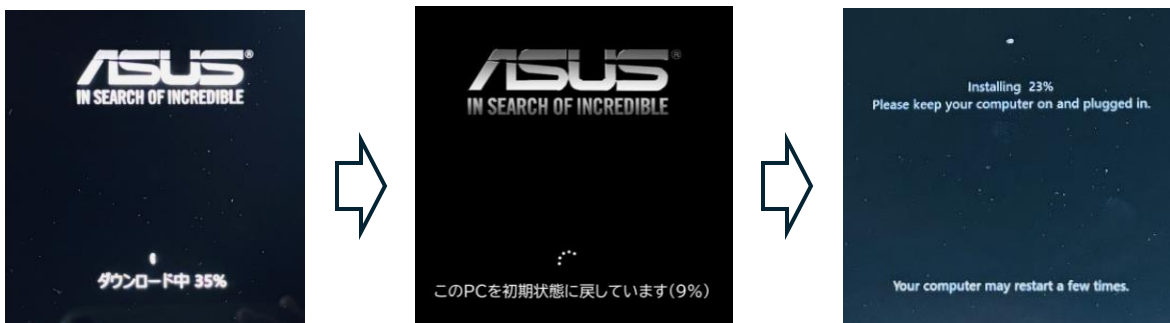 ASUS®
IN SEARCH OF INCREDIBLE
ダウンロード中 35%
ASUS®
IN SEARCH OF INCREDIBLE
このPCを初期状態に戻しています(9%)
Installing 23%
Please keep your computer on and plugged in.
Your computer may restart a few times.